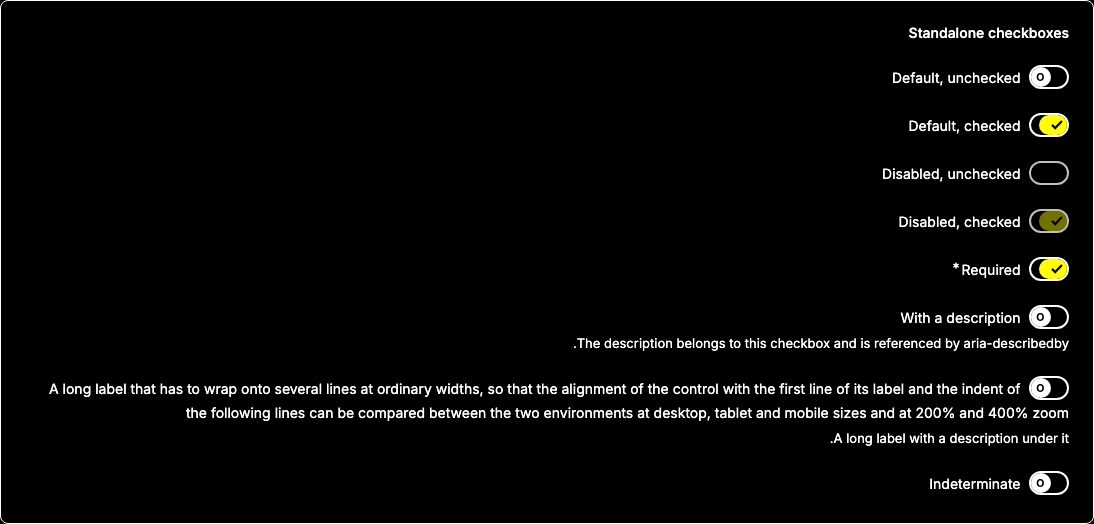 Standalone checkboxes
Default, unchecked
Default, checked
Disabled, unchecked
Disabled, checked
*Required
With a description
.The description belongs to this checkbox and is referenced by aria-describedby
A long label that has to wrap onto several lines at ordinary widths, so that the alignment of the control with the first line of its label and the indent of
the following lines can be compared between the two environments at desktop, tablet and mobile sizes and at 200% and 400% zoom
.A long label with a description under it
Indeterminate